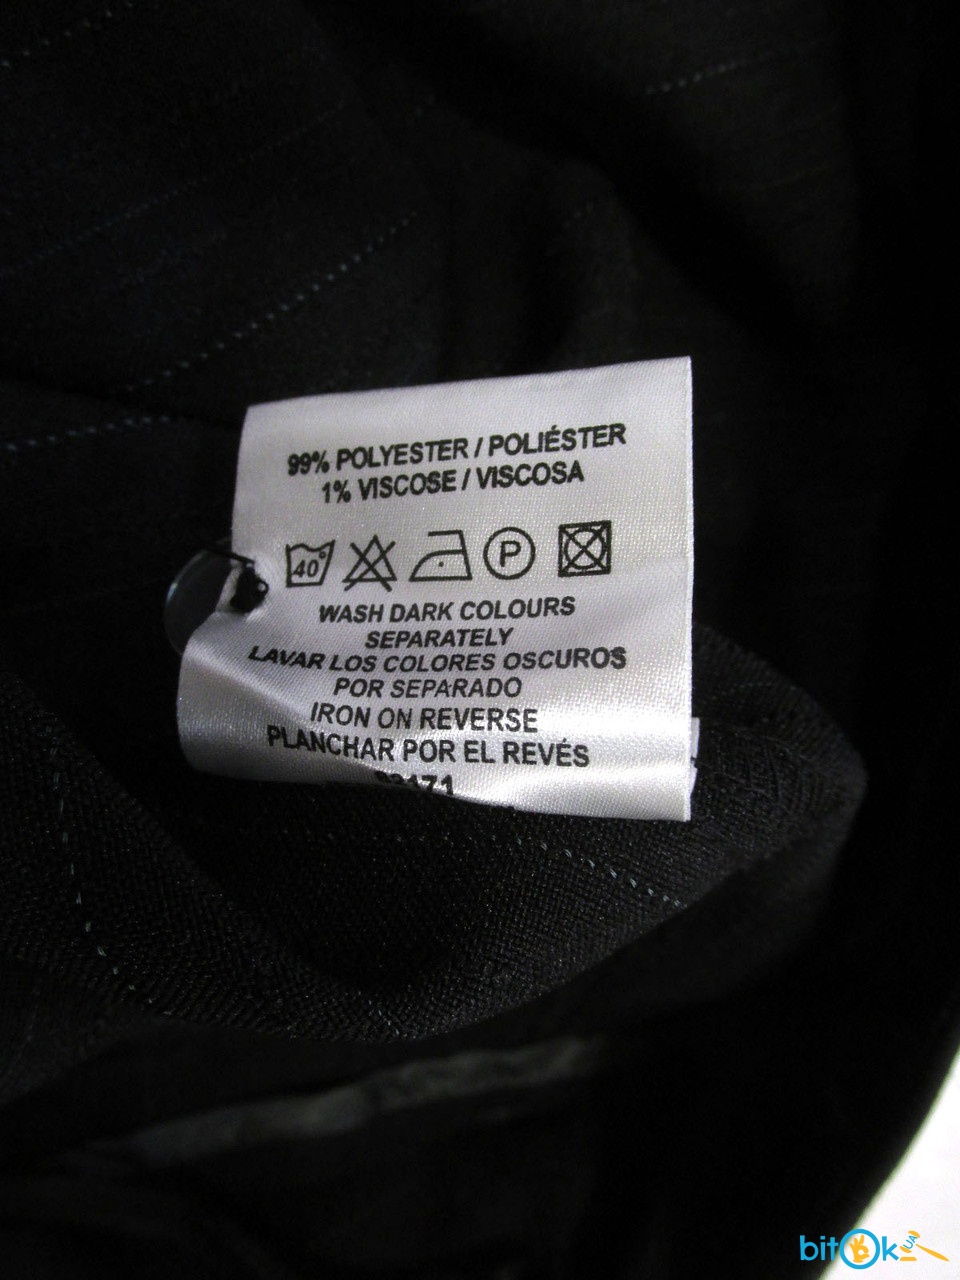 99% POLYESTER / POLIÉSTER
1% VISCOSE / VISCOSA
40°
P
WASH DARK COLOURS
SEPARATELY
LAVAR LOS COLORES OSCUROS
POR SEPARADO
IRON ON REVERSE
PLANCHAR POR EL REVÉS
bitOk UA